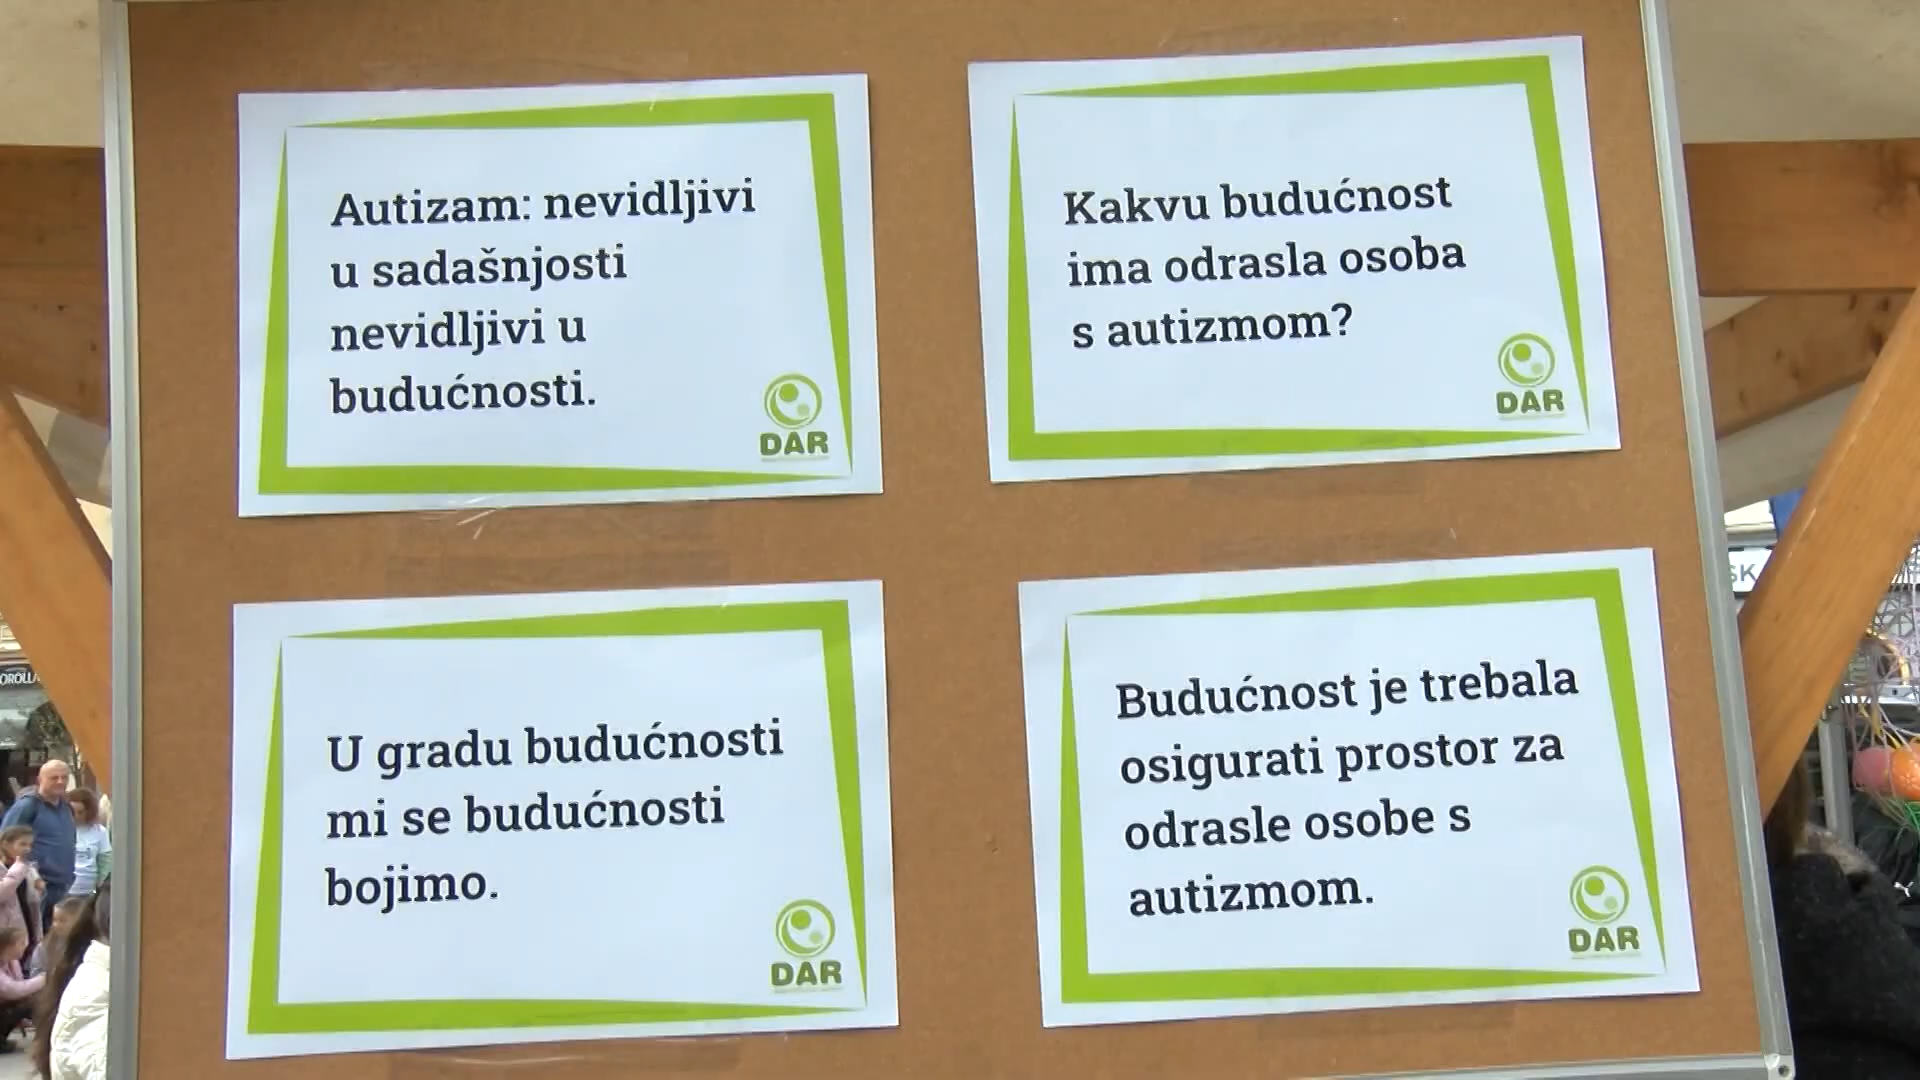 Autizam: nevidljivi
u sadašnjosti
nevidljivi u
budućnosti.
DAR
Kakvu budućnost
ima odrasla osoba
s autizmom?
DAR
U gradu budućnosti
mi se budućnosti
bojimo.
DAR
Budućnost je trebala
osigurati prostor za
odrasle osobe s
autizmom.
DAR